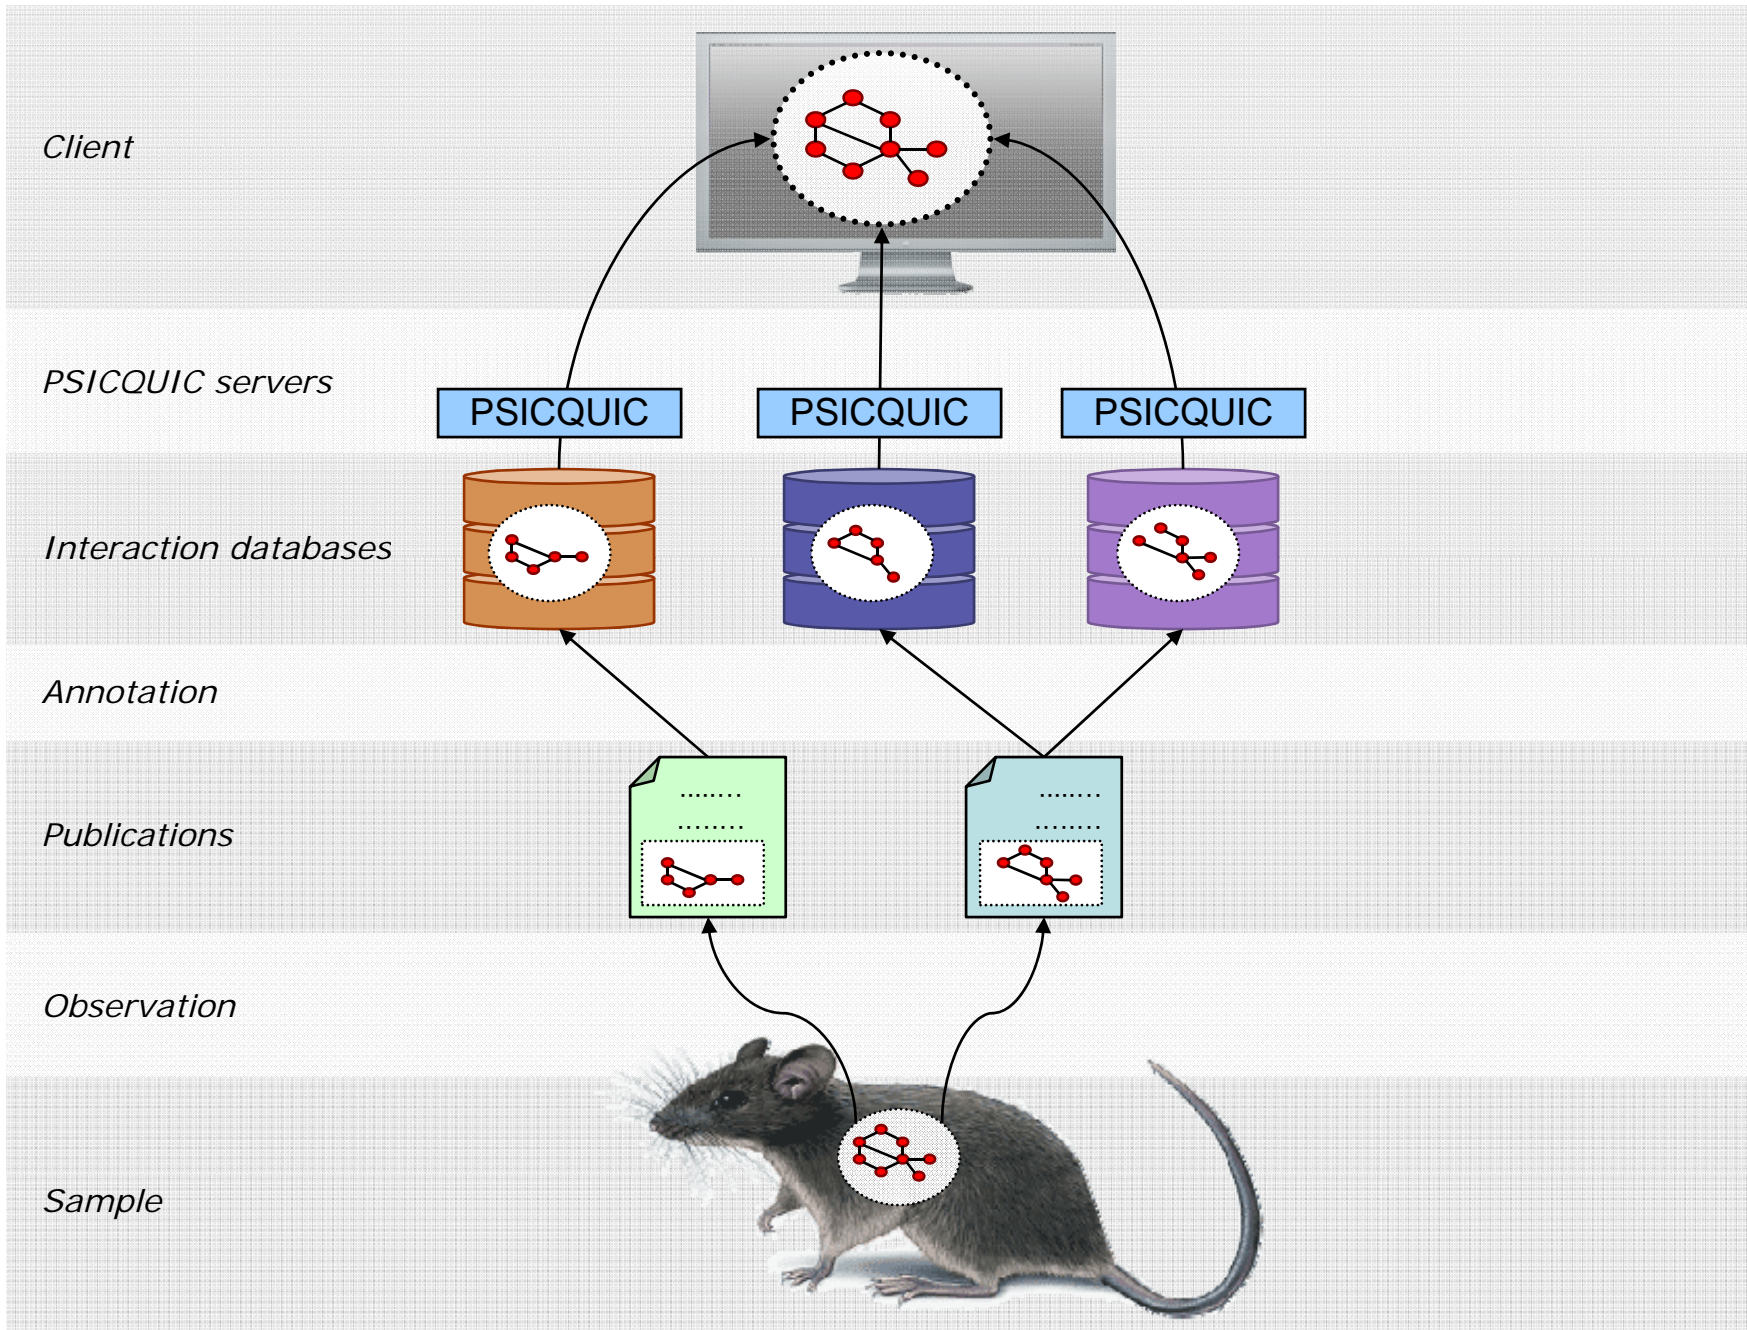 Client
PSICQUIC servers
PSICQUIC
PSICQUIC
PSICQUIC
Interaction databases
Annotation
Publications
Observation
Sample